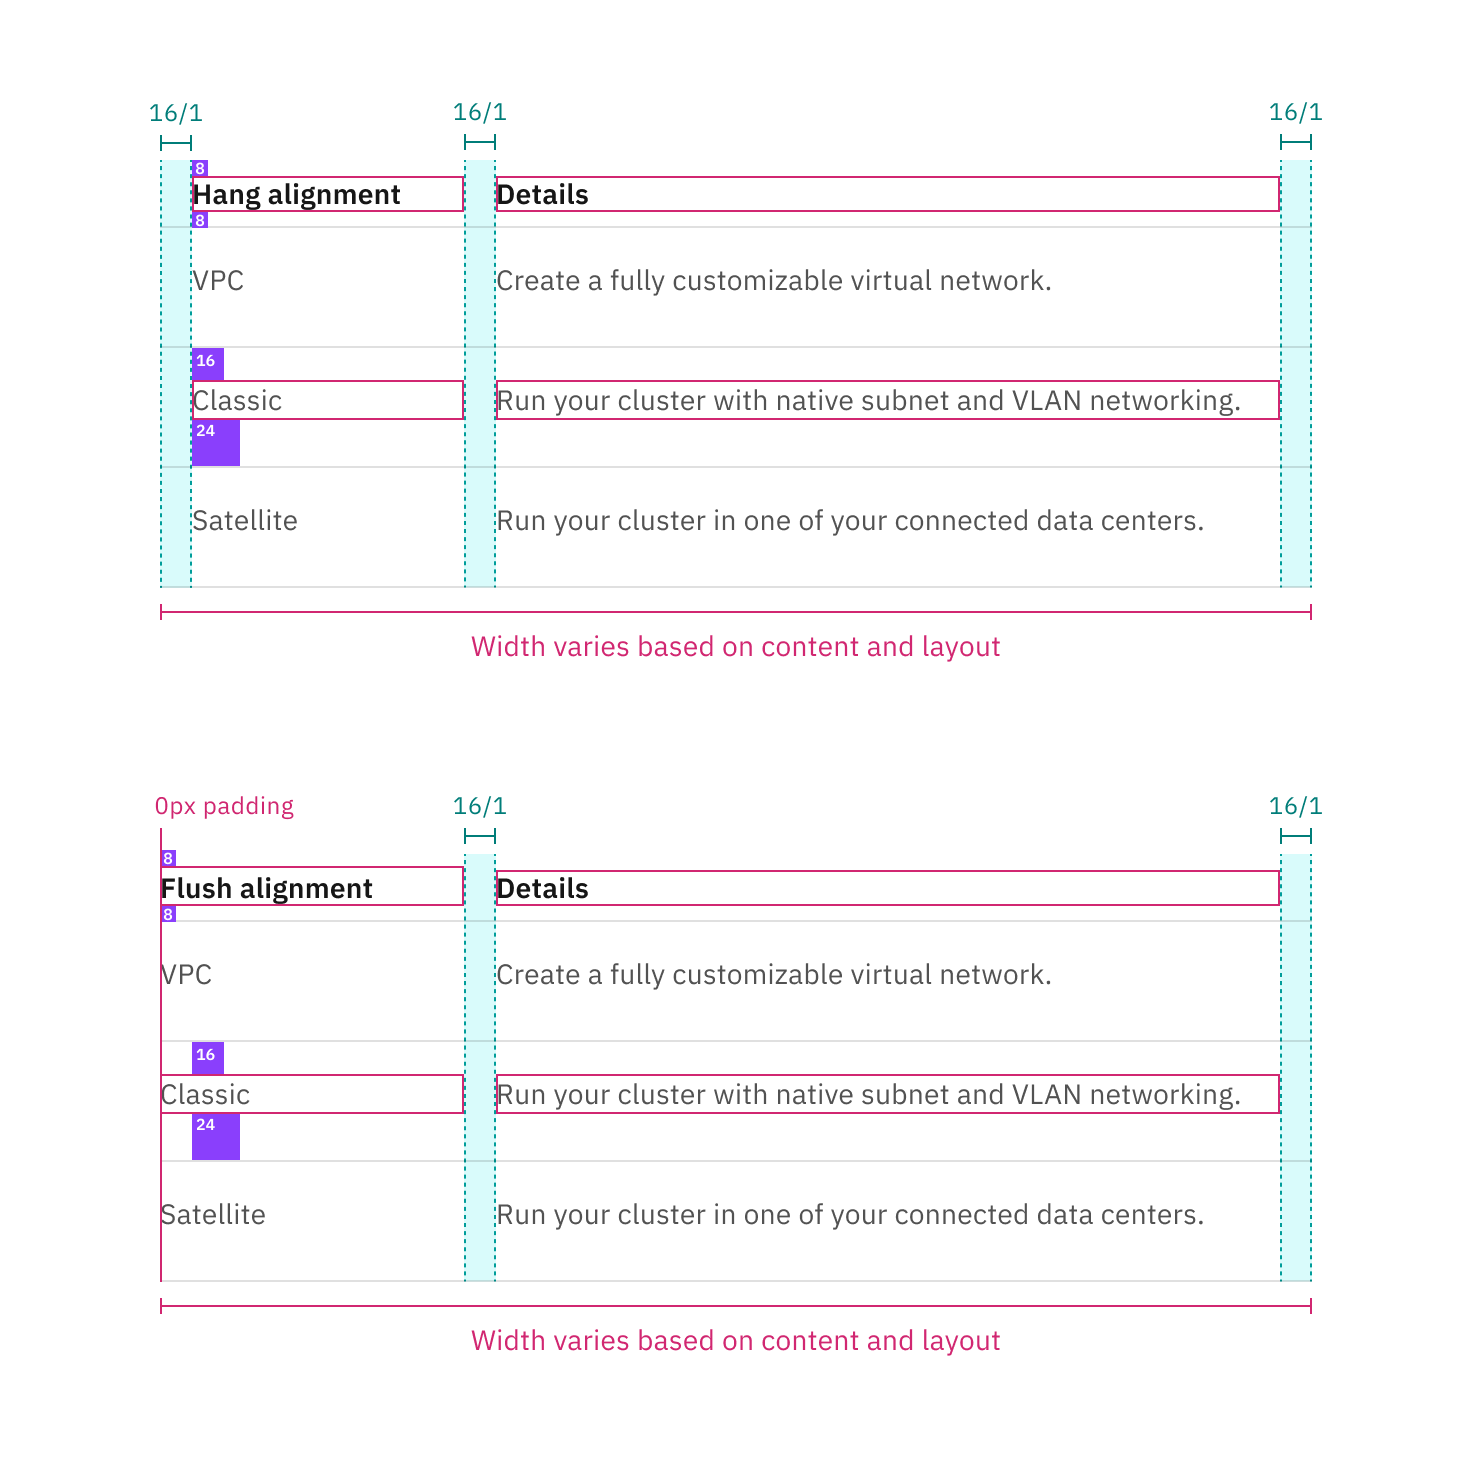 16/1 16/1 16/1
8
Hang alignment Details
8
VPC Create a fully customizable virtual network.
16
Classic Run your cluster with native subnet and VLAN networking.
24
Satellite Run your cluster in one of your connected data centers.
Width varies based on content and layout
0px padding 16/1 16/1
8
Flush alignment Details
8
VPC Create a fully customizable virtual network.
16
Classic Run your cluster with native subnet and VLAN networking.
24
Satellite Run your cluster in one of your connected data centers.
Width varies based on content and layout